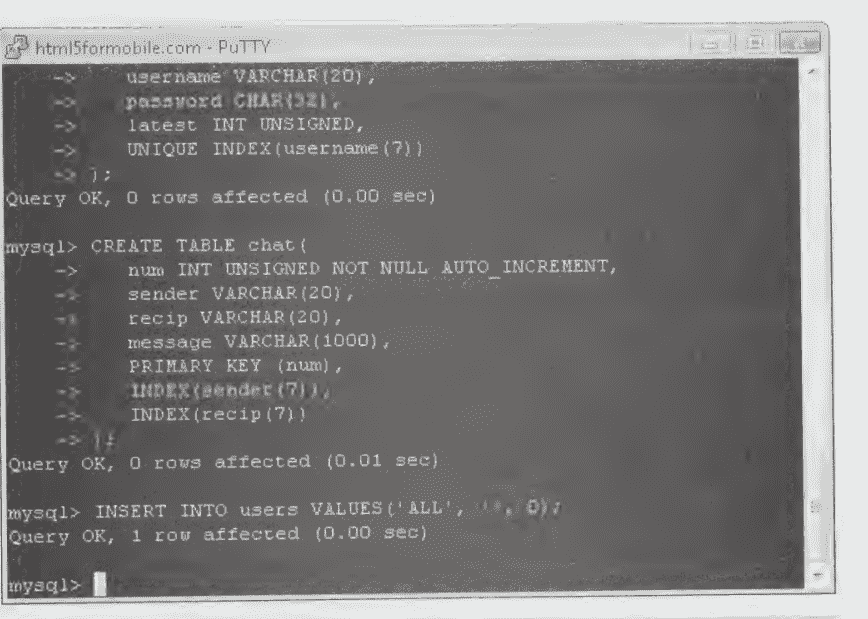 html5formobile.com - PuTTY
-> username VARCHAR(20),
-> password CHAR(32),
-> latest INT UNSIGNED,
-> UNIQUE INDEX(username(7))
-> );
Query OK, 0 rows affected (0.00 sec)
mysql> CREATE TABLE chat(
-> num INT UNSIGNED NOT NULL AUTO_INCREMENT,
-> sender VARCHAR(20),
-> recip VARCHAR(20),
-> message VARCHAR(1000),
-> PRIMARY KEY (num),
-> INDEX(sender(7)),
-> INDEX(recip(7))
-> );
Query OK, 0 rows affected (0.01 sec)
mysql> INSERT INTO users VALUES('ALL', '', 0);
Query OK, 1 row affected (0.00 sec)
mysql>